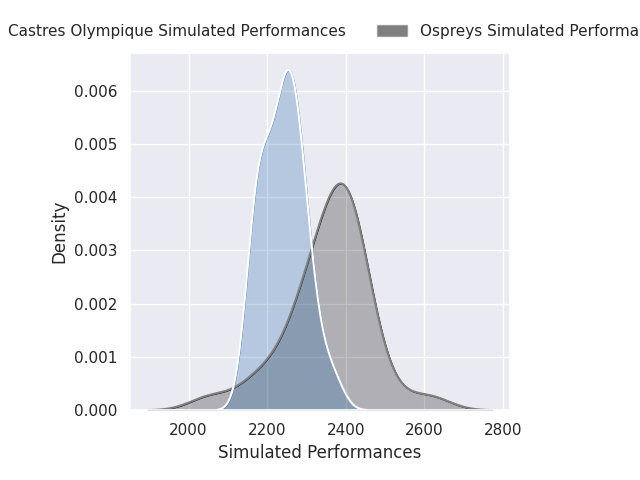 Castres Olympique Simulated Performances
Ospreys Simulated Performa
0.006
0.005
0.004
0.003
0.002
0.001
0.000
Density
2000 2200 2400 2600 2800
Simulated Performances